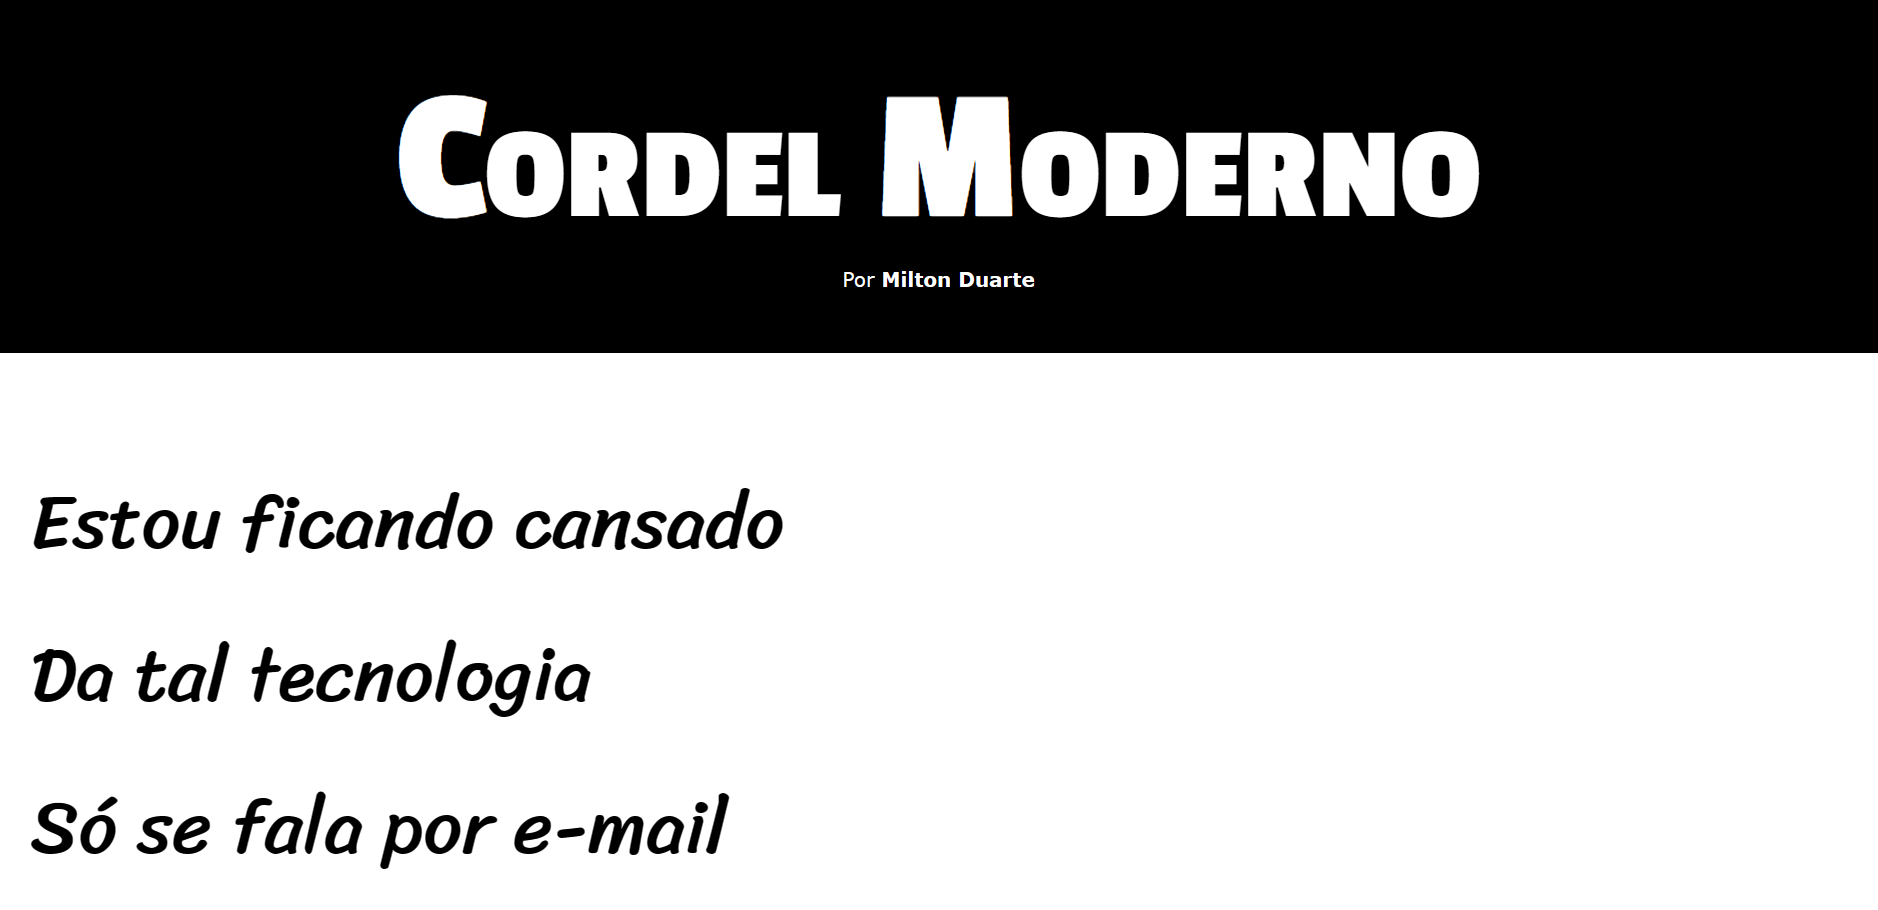 Cordel Moderno
Por Milton Duarte
Estou ficando cansado
Da tal tecnologia
Só se fala por e-mail